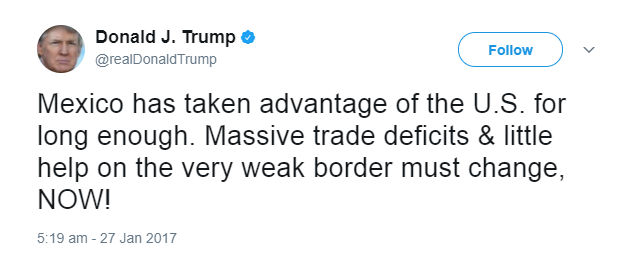 Donald J. Trump
@realDonaldTrump
Follow
Mexico has taken advantage of the U.S. for
long enough. Massive trade deficits & little
help on the very weak border must change,
NOW!
5:19 am - 27 Jan 2017